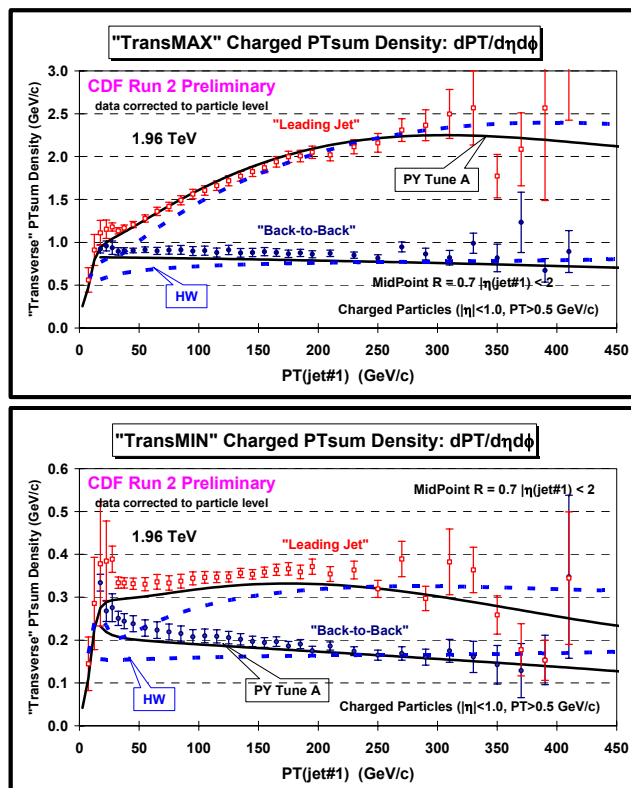 "TransMAX" Charged PTsum Density: dPT/dηdφ
CDF Run 2 Preliminary
data corrected to particle level
1.96 TeV
"Leading Jet"
PY Tune A
"Back-to-Back"
HW
MidPoint R = 0.7 |η(jet#1) < 2
Charged Particles (|η|<1.0, PT>0.5 GeV/c)
"Transverse" PTsum Density (GeV/c)
3.0
2.5
2.0
1.5
1.0
0.5
0.0
0 50 100 150 200 250 300 350 400 450
PT(jet#1) (GeV/c)
"TransMIN" Charged PTsum Density: dPT/dηdφ
CDF Run 2 Preliminary
data corrected to particle level
MidPoint R = 0.7 |η(jet#1) < 2
1.96 TeV
"Leading Jet"
"Back-to-Back"
HW
PY Tune A
Charged Particles (|η|<1.0, PT>0.5 GeV/c)
"Transverse" PTsum Density (GeV/c)
0.6
0.5
0.4
0.3
0.2
0.1
0.0
0 50 100 150 200 250 300 350 400 450
PT(jet#1) (GeV/c)